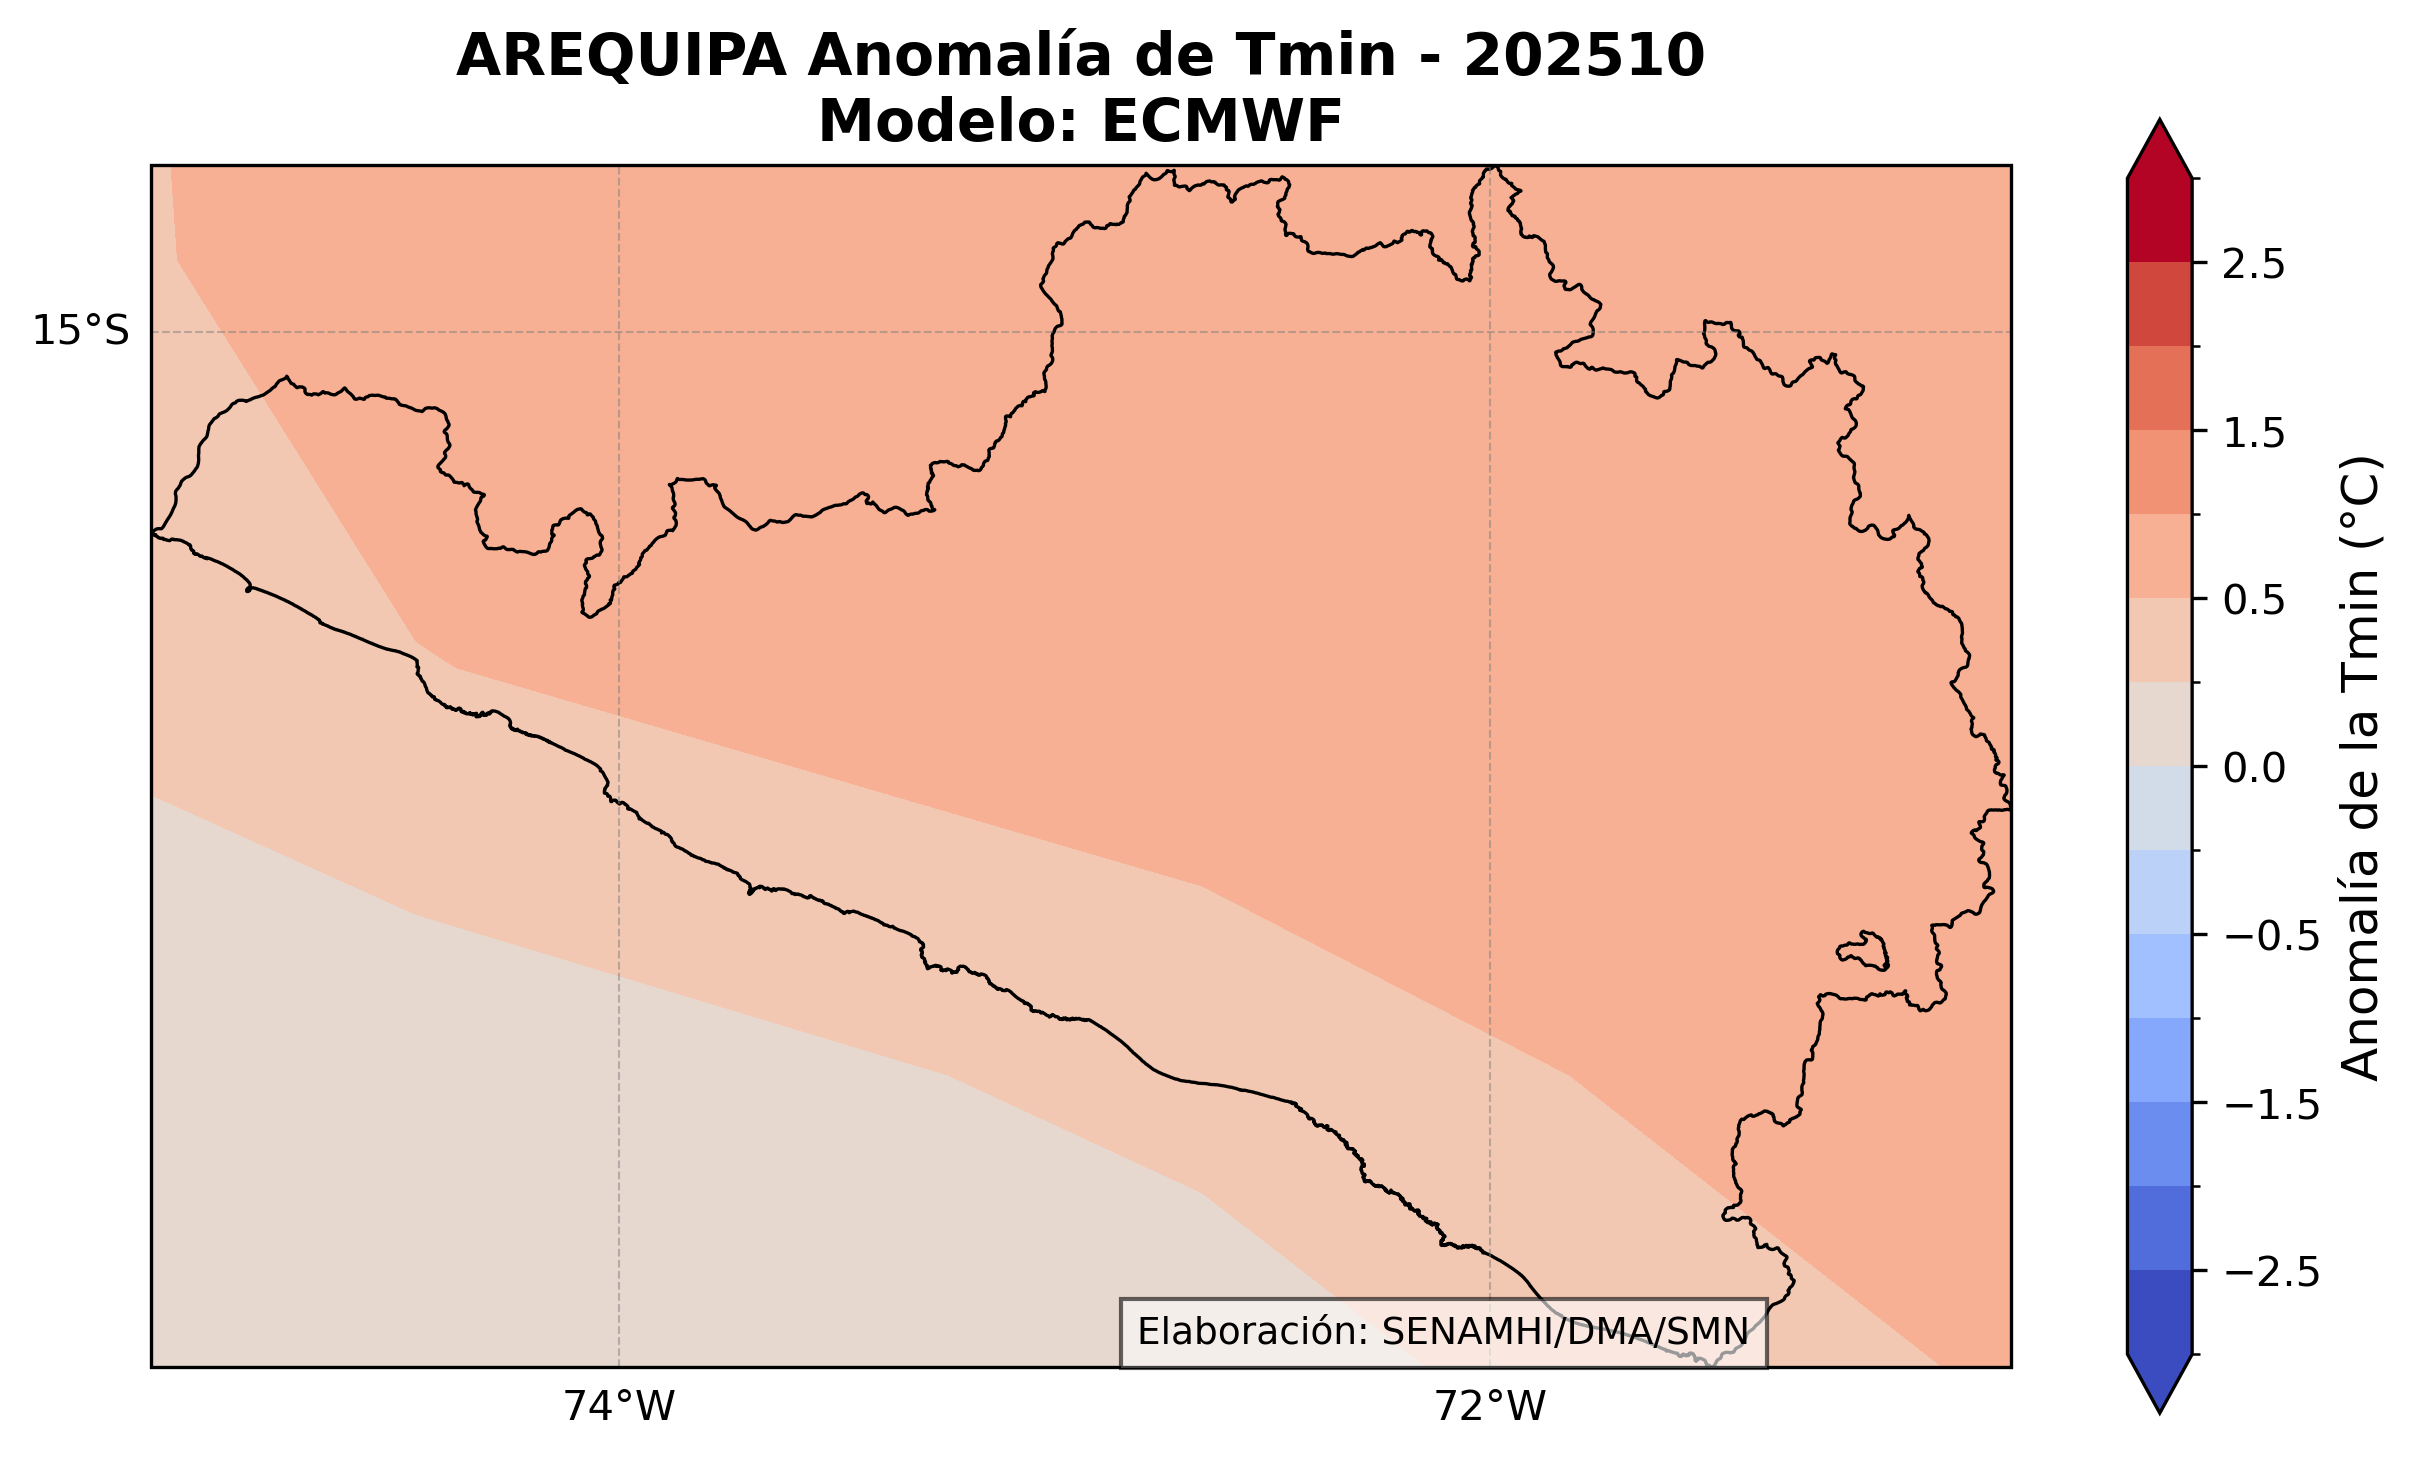 AREQUIPA Anomalía de Tmin - 202510
Modelo: ECMWF
15°S
74°W
72°W
Elaboración: SENAMHI/DMA/SMN
2.5
1.5
0.5
0.0
−0.5
−1.5
−2.5
Anomalía de la Tmin (°C)